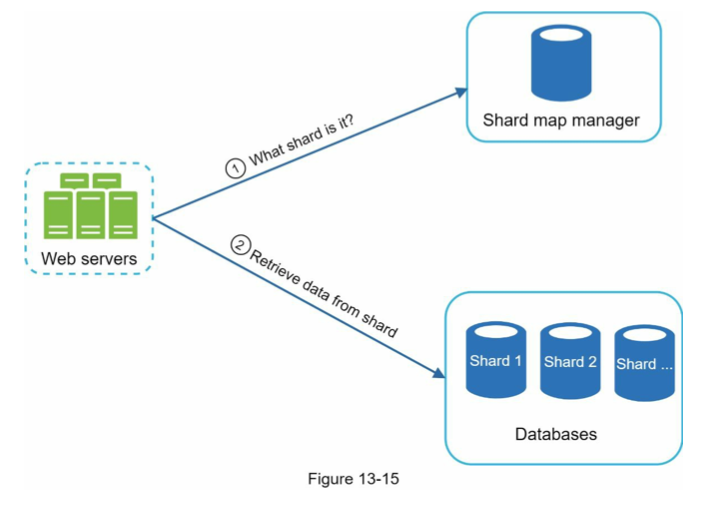 Shard map manager
① What shard is it?
Web servers
② Retrieve data from shard
Shard 1
Shard 2
Shard ...
Databases
Figure 13-15